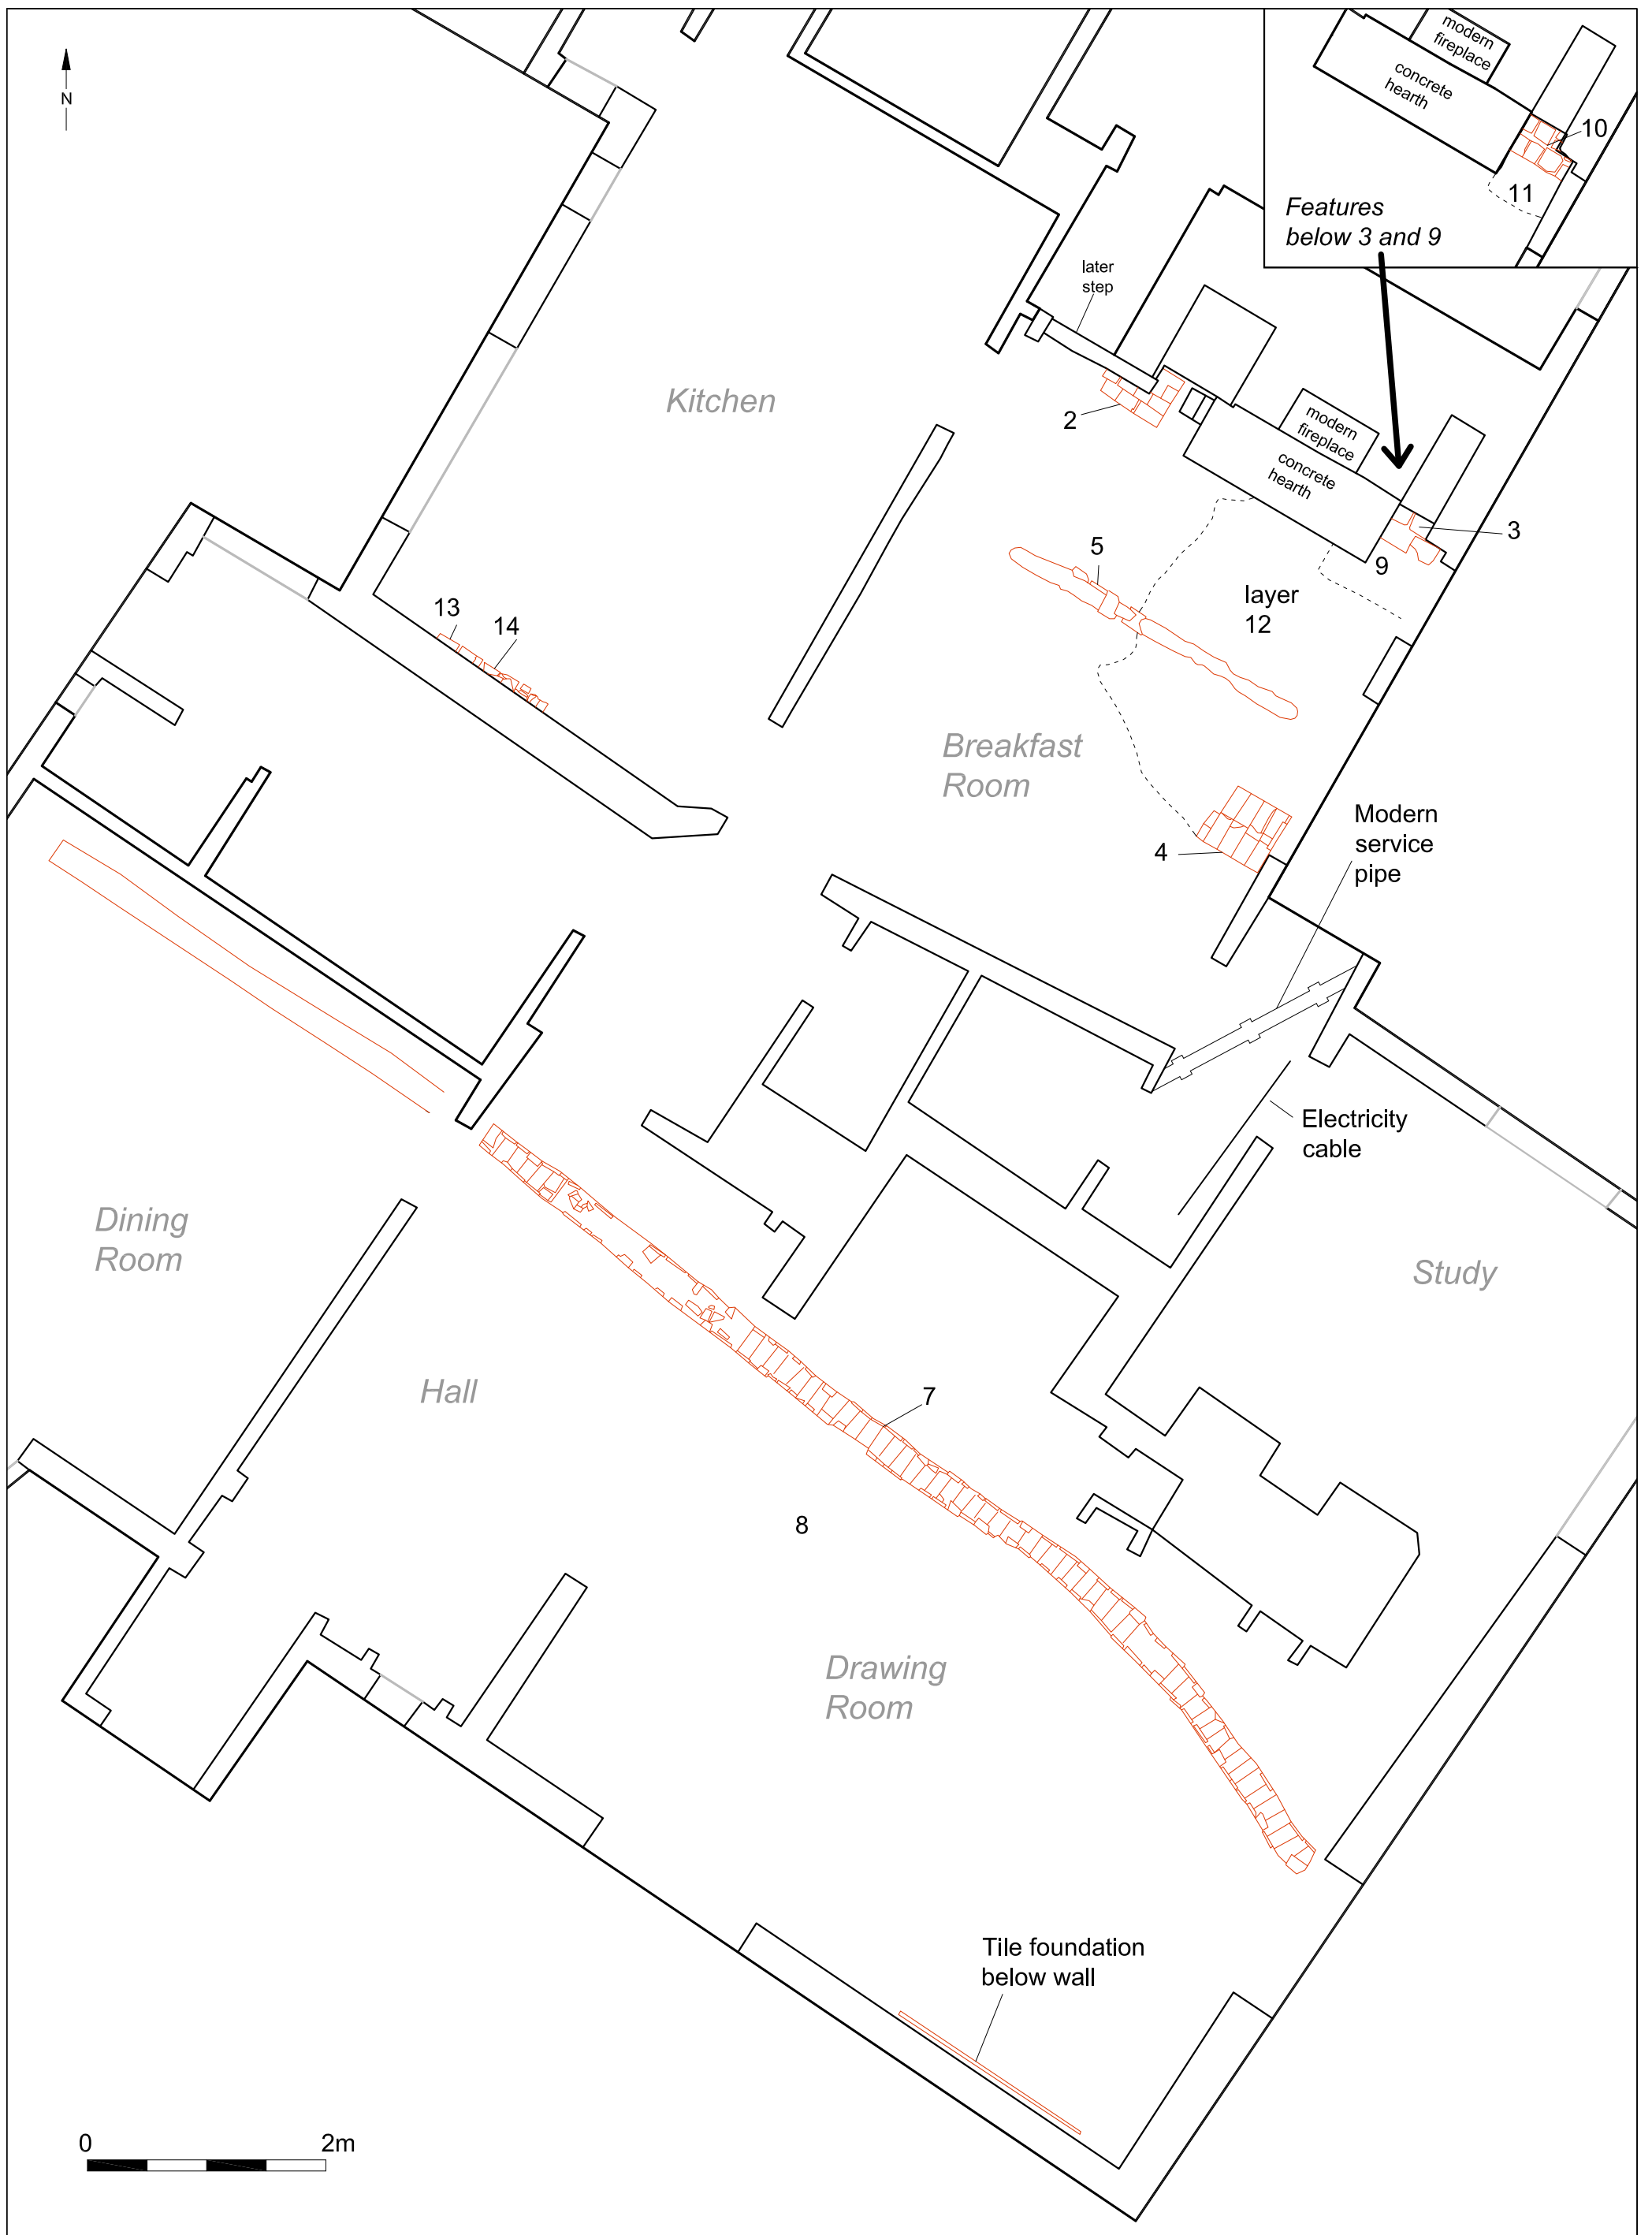 N
modern
fireplace
concrete
hearth
10
11
Features
below 3 and 9
later
step
Kitchen
2
modern
fireplace
concrete
hearth
3
9
5
layer
12
13
14
Breakfast
Room
4
Modern
service
pipe
Electricity
cable
Dining
Room
Study
Hall
7
8
Drawing
Room
Tile foundation
below wall
0 2m